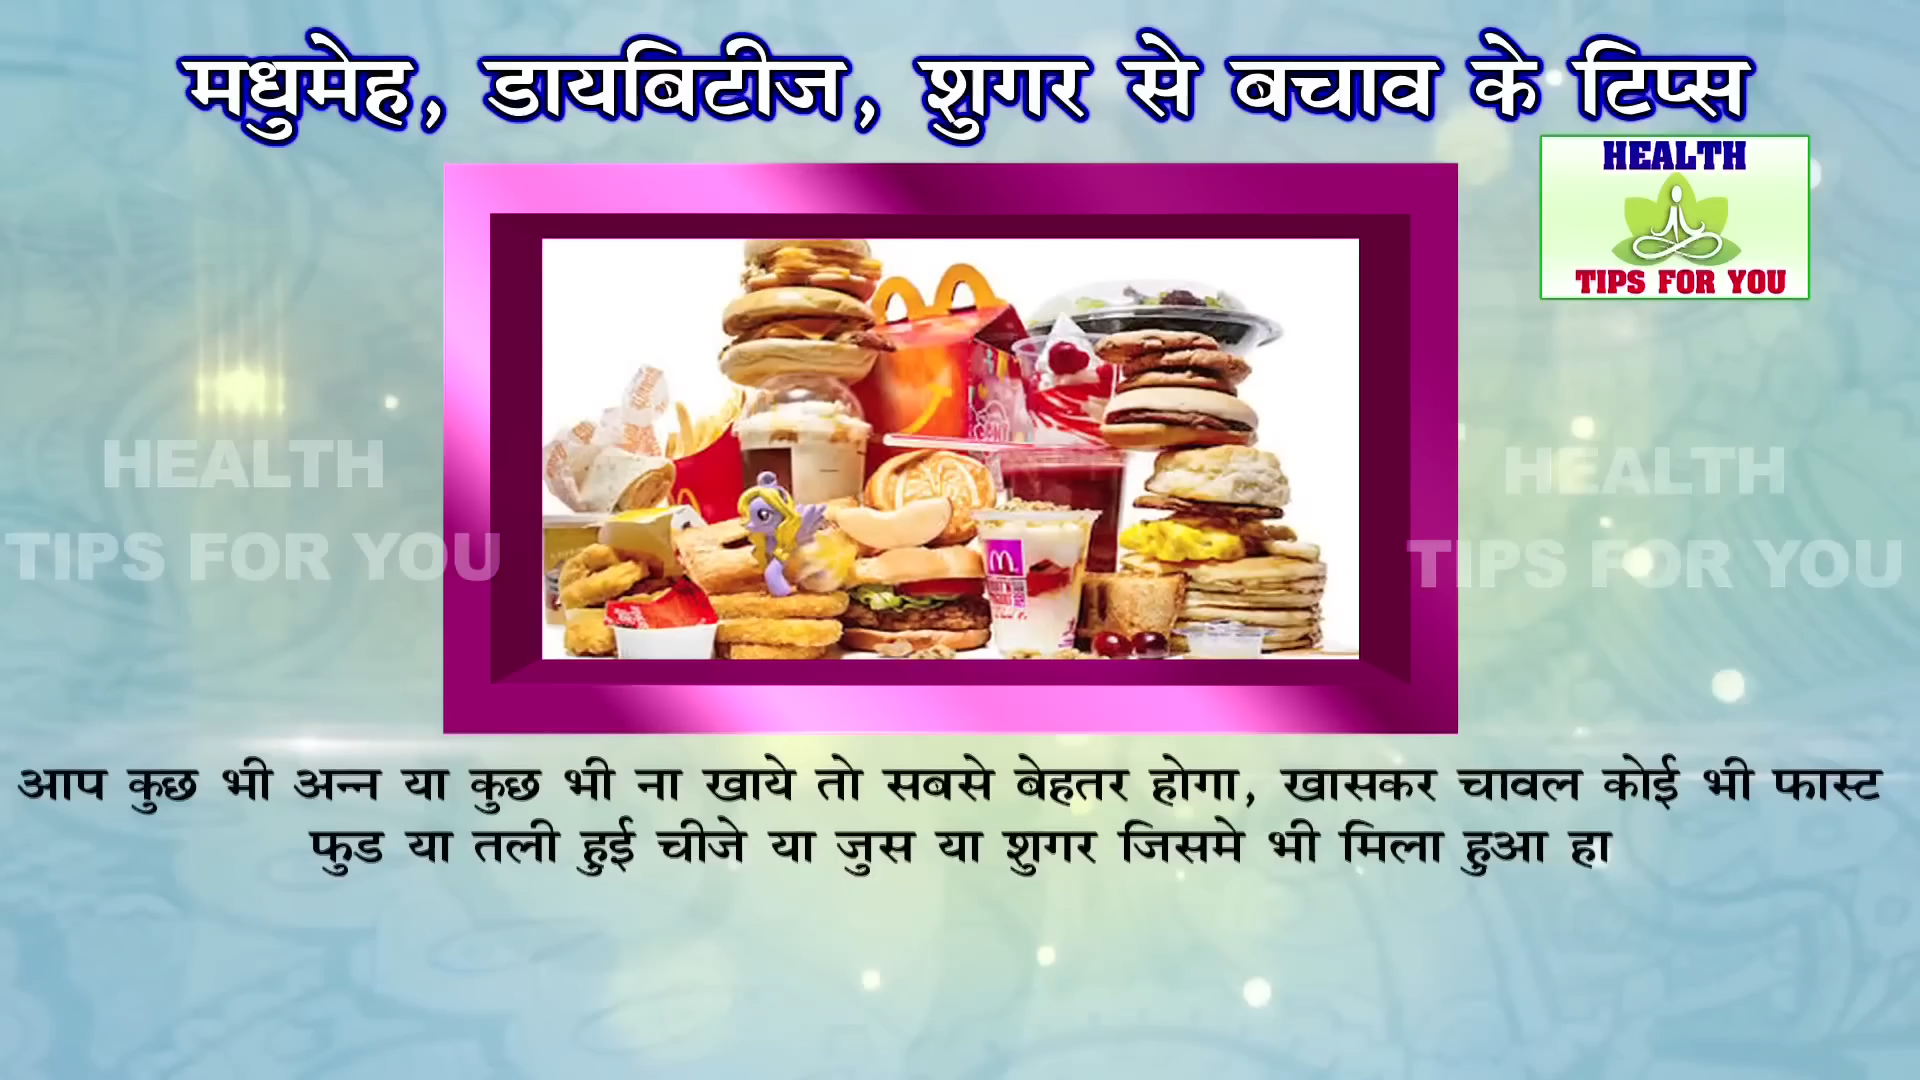 मधुमेह, डायबिटीज, शुगर से बचाव के टिप्स
HEALTH
TIPS FOR YOU
HEALTH
TIPS FOR YOU
HEALTH
TIPS FOR YOU
आप कुछ भी अन्न या कुछ भी ना खाये तो सबसे बेहतर होगा, खासकर चावल कोई भी फास्ट
फुड या तली हुई चीजे या जुस या शुगर जिसमे भी मिला हुआ हा